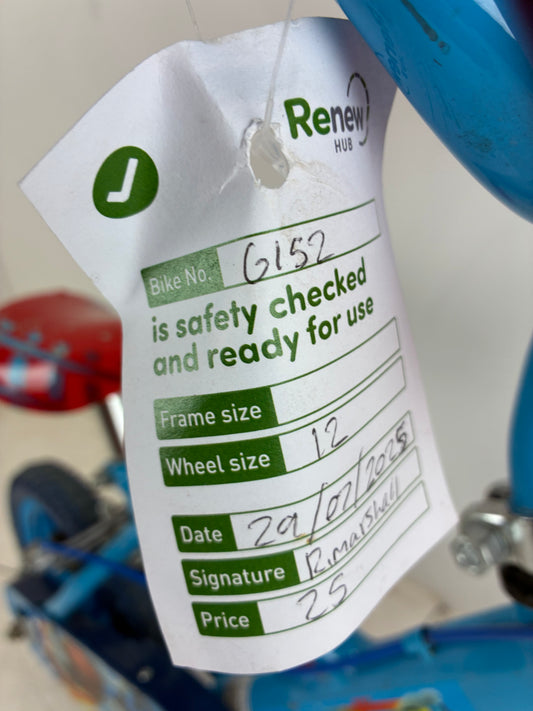 Renew
HUB
Bike No. G152
is safety checked
and ready for use
Frame size
Wheel size 12
Date 29/07/2025
Signature R.marshall
Price 25